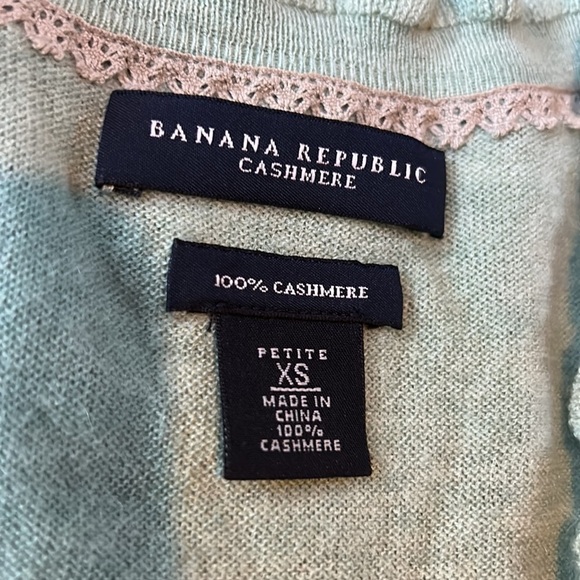 BANANA REPUBLIC
CASHMERE
100% CASHMERE
PETITE
XS
MADE IN
CHINA
100%
CASHMERE